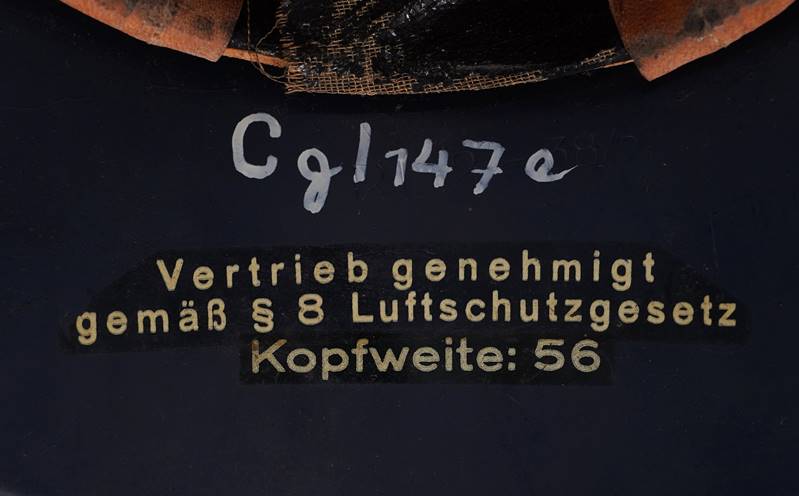 Cgl147e
Vertrieb genehmigt
gemäß § 8 Luftschutzgesetz
Kopfweite: 56